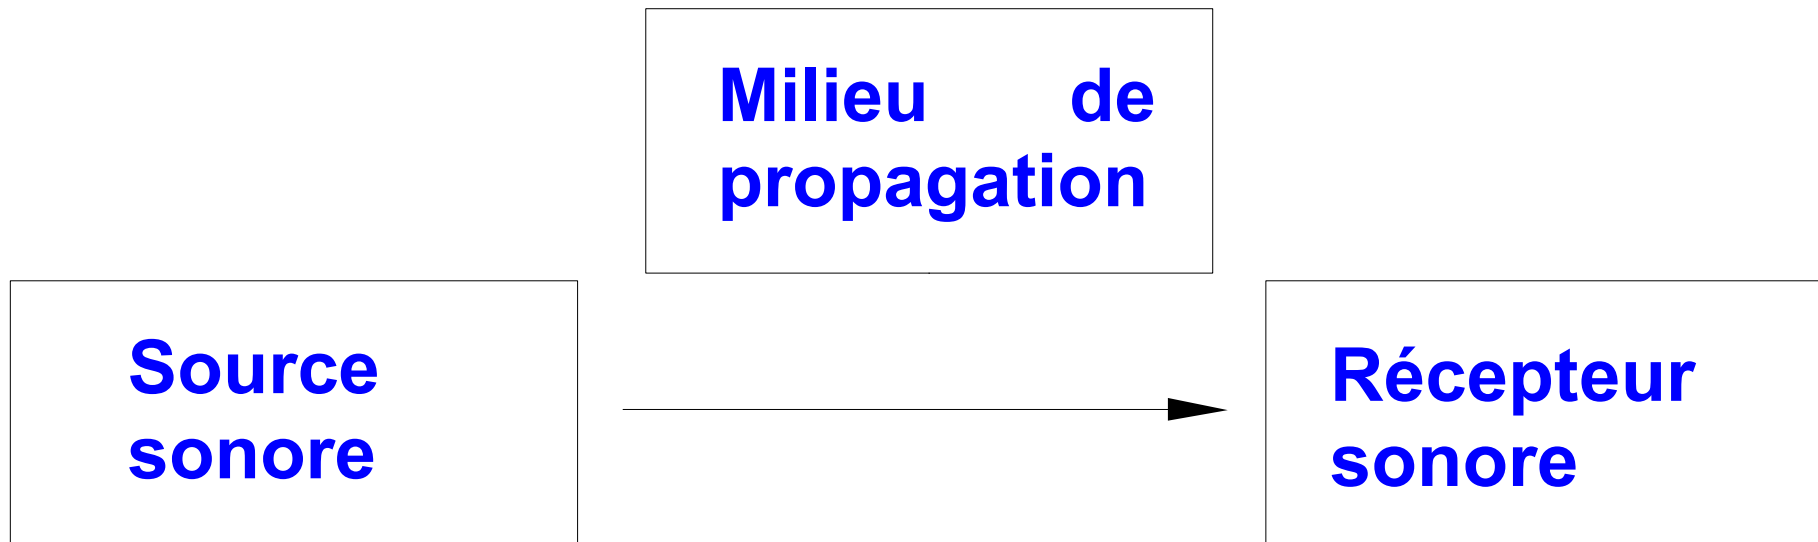 Milieu de
propagation
Source
sonore
Récepteur
sonore